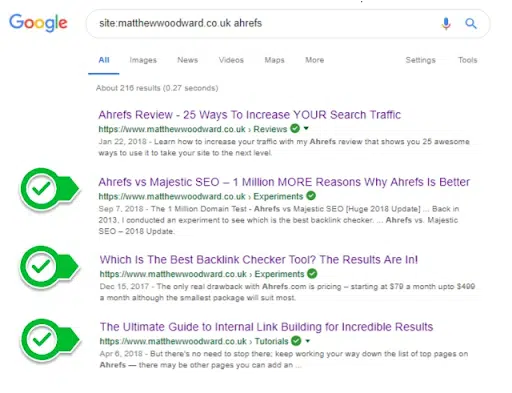 Google
site:matthewwoodward.co.uk ahrefs
All Images News Videos Maps More Settings Tools
About 216 results (0.27 seconds)
Ahrefs Review - 25 Ways To Increase YOUR Search Traffic
https://www.matthewwoodward.co.uk › Reviews
Jan 22, 2018 - Learn how to increase your traffic with my Ahrefs review that shows you 25 awesome
ways to use it to take your site to the next level.
Ahrefs vs Majestic SEO – 1 Million MORE Reasons Why Ahrefs Is Better
https://www.matthewwoodward.co.uk › Experiments
Sep 7, 2018 - The 1 Million Domain Test - Ahrefs vs Majestic SEO [Huge 2018 Update] ... Back in
2013, I conducted an experiment to see which is the best backlink checker. ... Ahrefs vs. Majestic
SEO – 2018 Update.
Which Is The Best Backlink Checker Tool? The Results Are In!
https://www.matthewwoodward.co.uk › Experiments
Dec 15, 2017 - The only real drawback with Ahrefs.com is pricing – starting at $79 a month upto $499
a month although the smallest package will suit most.
The Ultimate Guide to Internal Link Building for Incredible Results
https://www.matthewwoodward.co.uk › Tutorials
Apr 6, 2018 - But there's no need to stop there; keep working your way down the list of top pages on
Ahrefs — there may be other pages you can add an ...